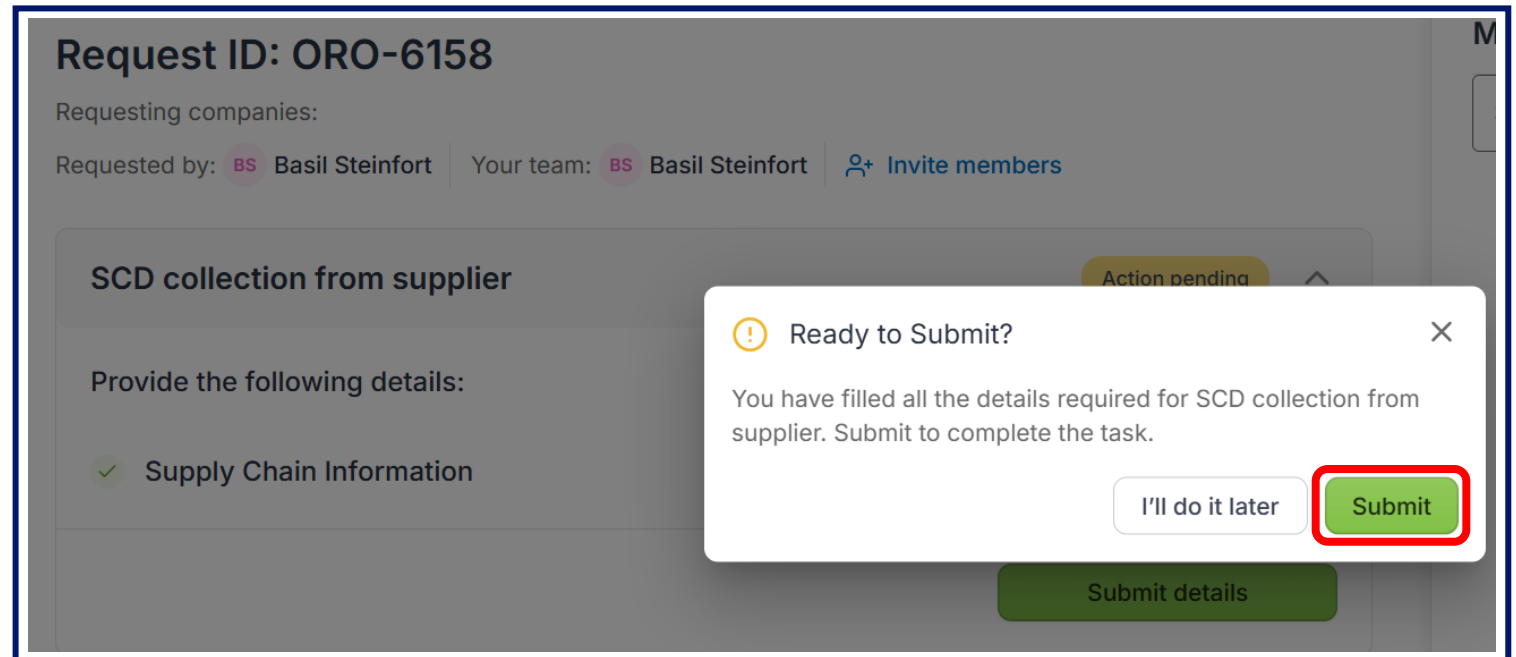 Request ID: ORO-6158
M
Requesting companies:
Requested by: BS Basil Steinfort Your team: BS Basil Steinfort Invite members
SCD collection from supplier
Action pending
Ready to Submit?
Provide the following details:
You have filled all the details required for SCD collection from
supplier. Submit to complete the task.
Supply Chain Information
I'll do it later
Submit
Submit details